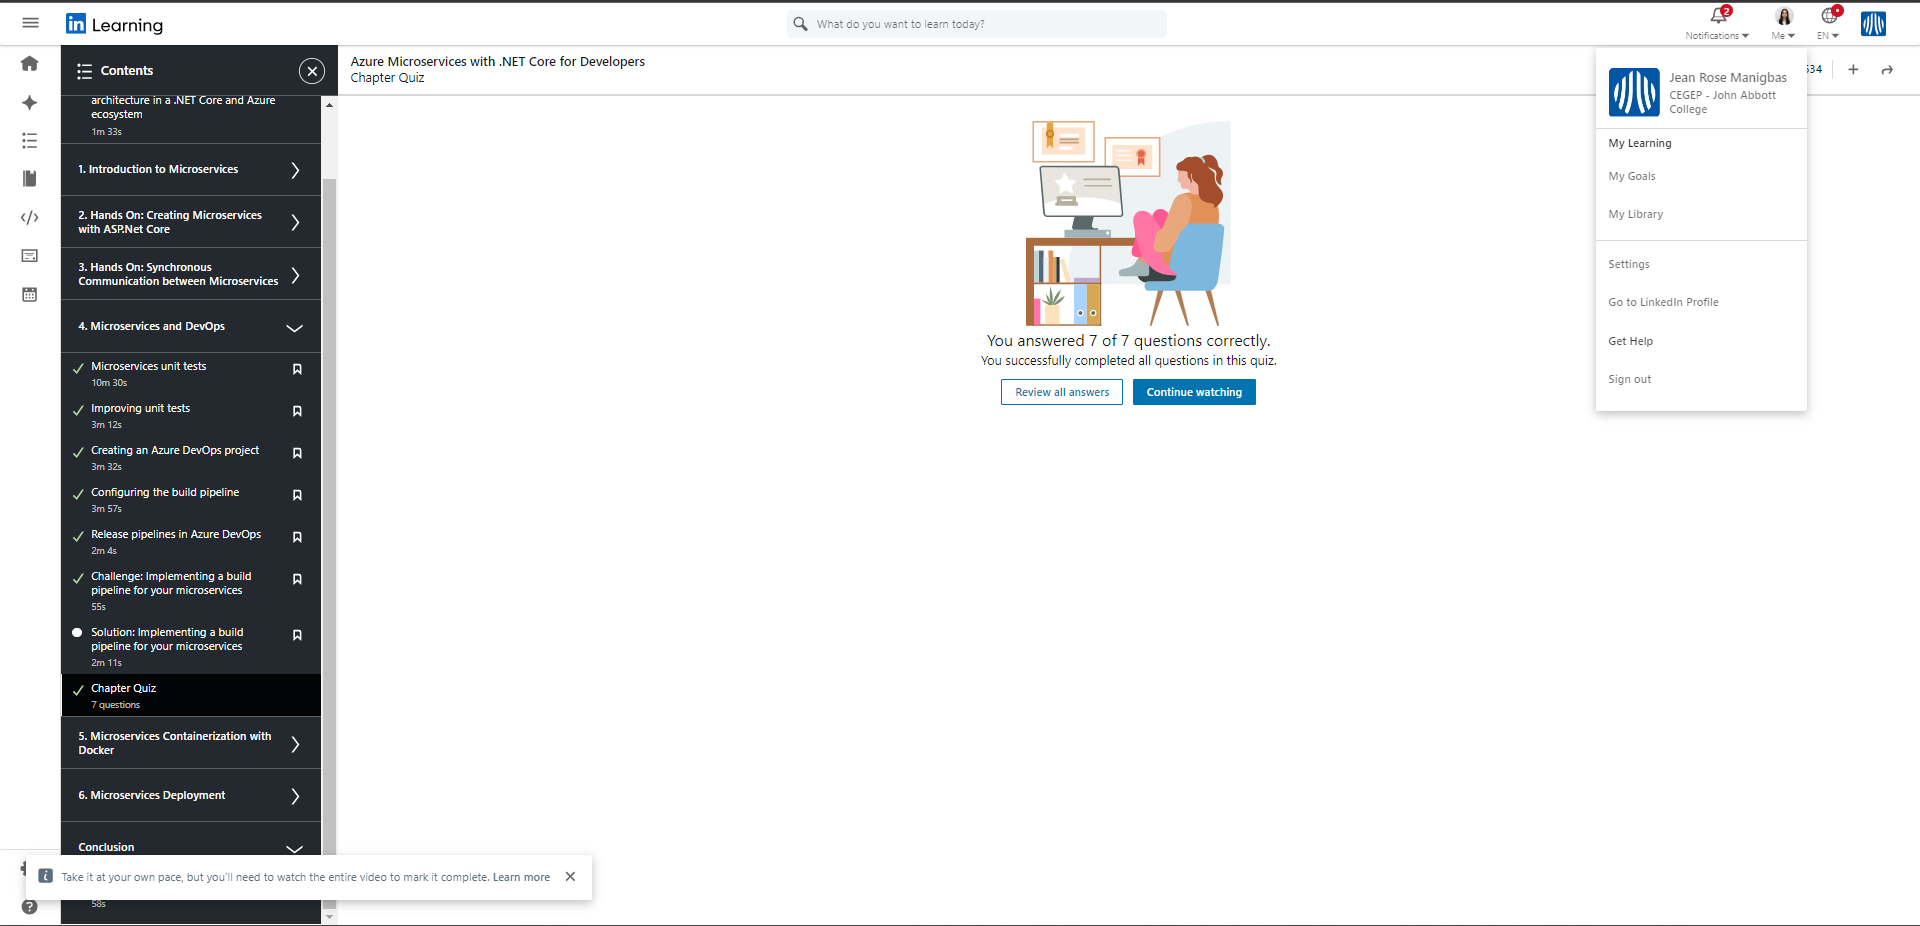 in Learning
What do you want to learn today?
2
Notifications
Me
EN
Contents
architecture in a .NET Core and Azure
ecosystem
1m 33s
1. Introduction to Microservices
2. Hands On: Creating Microservices
with ASP.Net Core
3. Hands On: Synchronous
Communication between Microservices
4. Microservices and DevOps
Microservices unit tests
10m 30s
Improving unit tests
3m 12s
Creating an Azure DevOps project
3m 32s
Configuring the build pipeline
3m 57s
Release pipelines in Azure DevOps
2m 4s
Challenge: Implementing a build
pipeline for your microservices
55s
Solution: Implementing a build
pipeline for your microservices
2m 11s
Chapter Quiz
7 questions
5. Microservices Containerization with
Docker
6. Microservices Deployment
Conclusion
58s
Take it at your own pace, but you'll need to watch the entire video to mark it complete. Learn more
Azure Microservices with .NET Core for Developers
Chapter Quiz
You answered 7 of 7 questions correctly.
You successfully completed all questions in this quiz.
Review all answers
Continue watching
Jean Rose Manigbas
CEGEP - John Abbott
College
My Learning
My Goals
My Library
Settings
Go to LinkedIn Profile
Get Help
Sign out